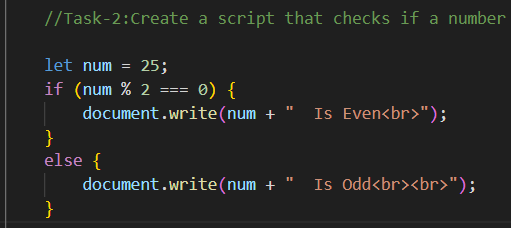 //Task-2:Create a script that checks if a number
let num = 25;
if (num % 2 === 0) {
    document.write(num + "  Is Even<br>");
}
else {
    document.write(num + "  Is Odd<br><br>");
}